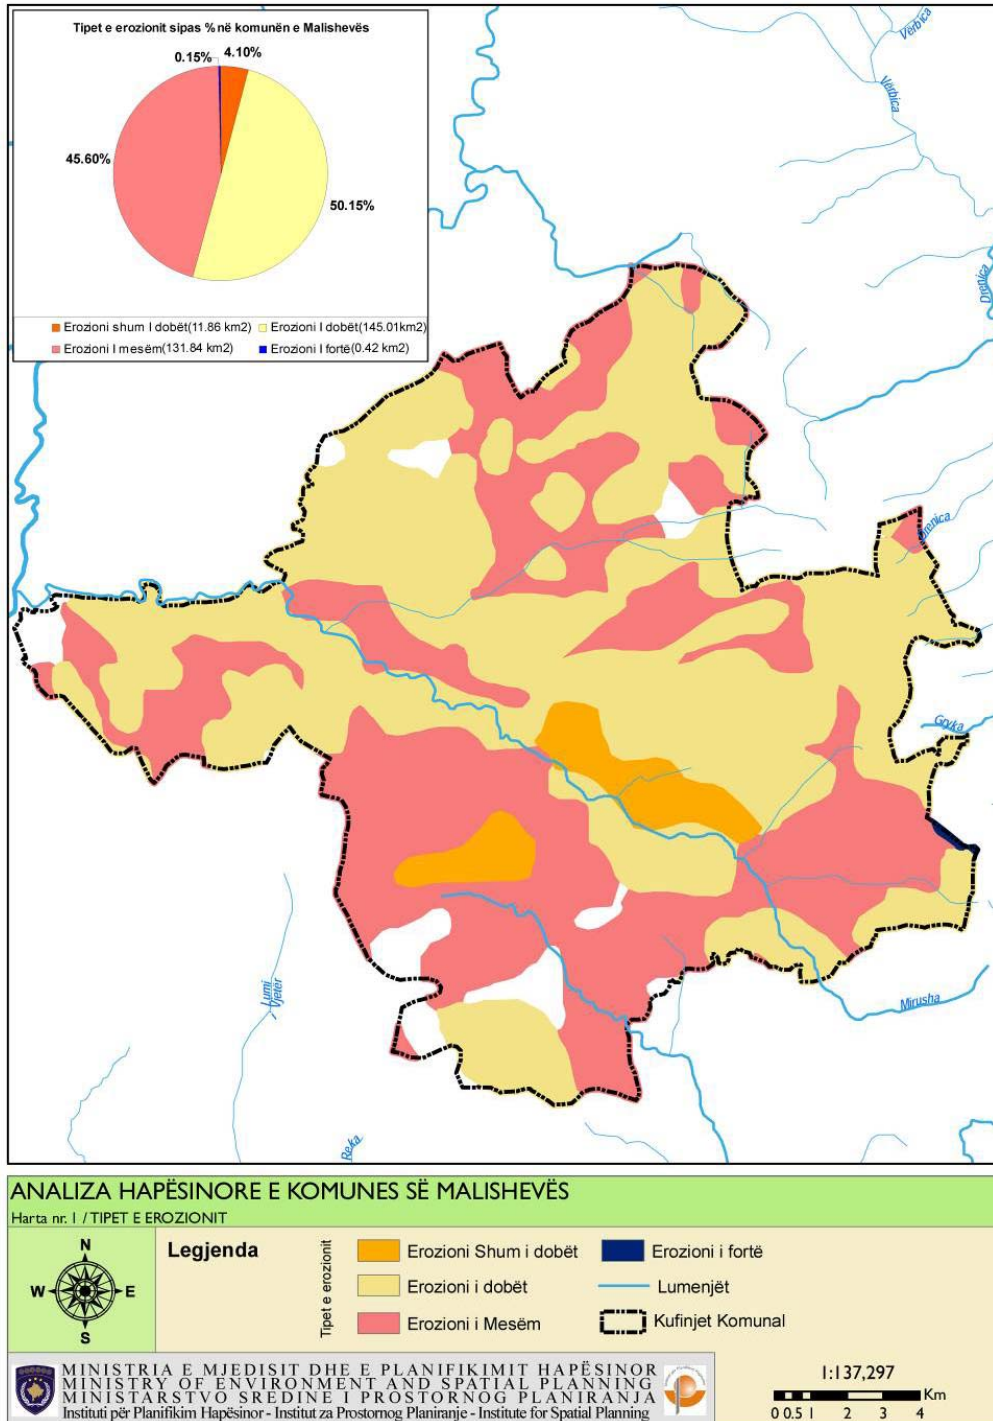 Tipet e erozionit sipas % në komunën e Malishevës
0.15%
4.10%
45.60%
50.15%
Erozioni shum I dobët(11.86 km2)
Erozioni I dobët(145.01km2)
Erozioni I mesëm(131.84 km2)
Erozioni I fortë(0.42 km2)
Vërbica
Vërbica
Drenica
Drenica
Gryka
Lumi
Vjetër
Mirusha
Reka
ANALIZA HAPËSINORE E KOMUNES SË MALISHEVËS
Harta nr. I / TIPET E EROZIONIT
N
W
E
S
Legjenda
Tipet e erozionit
Erozioni Shum i dobët
Erozioni i fortë
Erozioni i dobët
Lumenjët
Erozioni i Mesëm
Kufinjet Komunal
MINISTRIA E MJEDISIT DHE E PLANIFIKIMIT HAPËSINOR
MINISTRY OF ENVIRONMENT AND SPATIAL PLANNING
MINISTARSTVO SREDINE I PROSTORNOG PLANIRANJA
Instituti për Planifikim Hapësinor - Institut za Prostornog Planiranje - Institute for Spatial Planning
1:137,297
Km
0 0,5 1 2 3 4